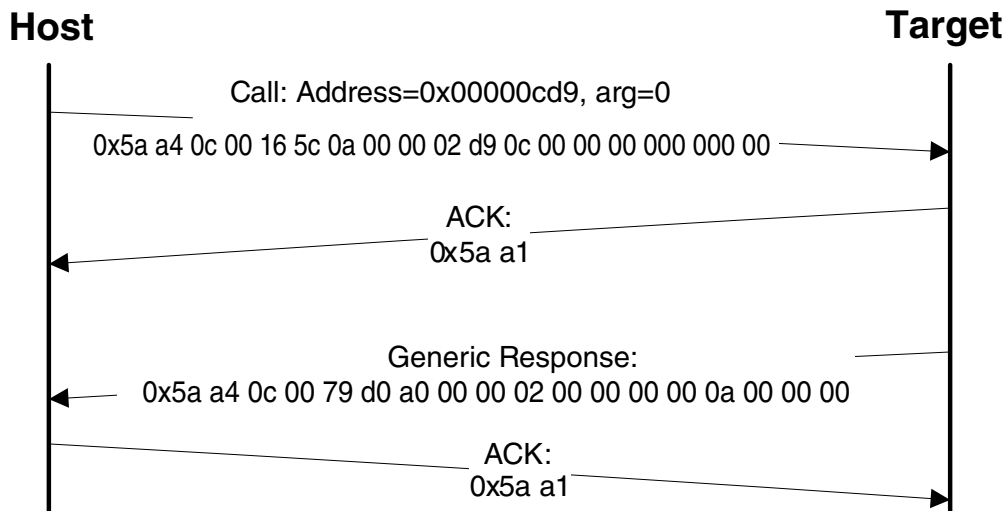 Host
Target
Call: Address=0x00000cd9, arg=0
0x5a a4 0c 00 16 5c 0a 00 00 02 d9 0c 00 00 00 000 000 00
ACK:
0x5a a1
Generic Response:
0x5a a4 0c 00 79 d0 a0 00 00 02 00 00 00 00 0a 00 00 00
ACK:
0x5a a1